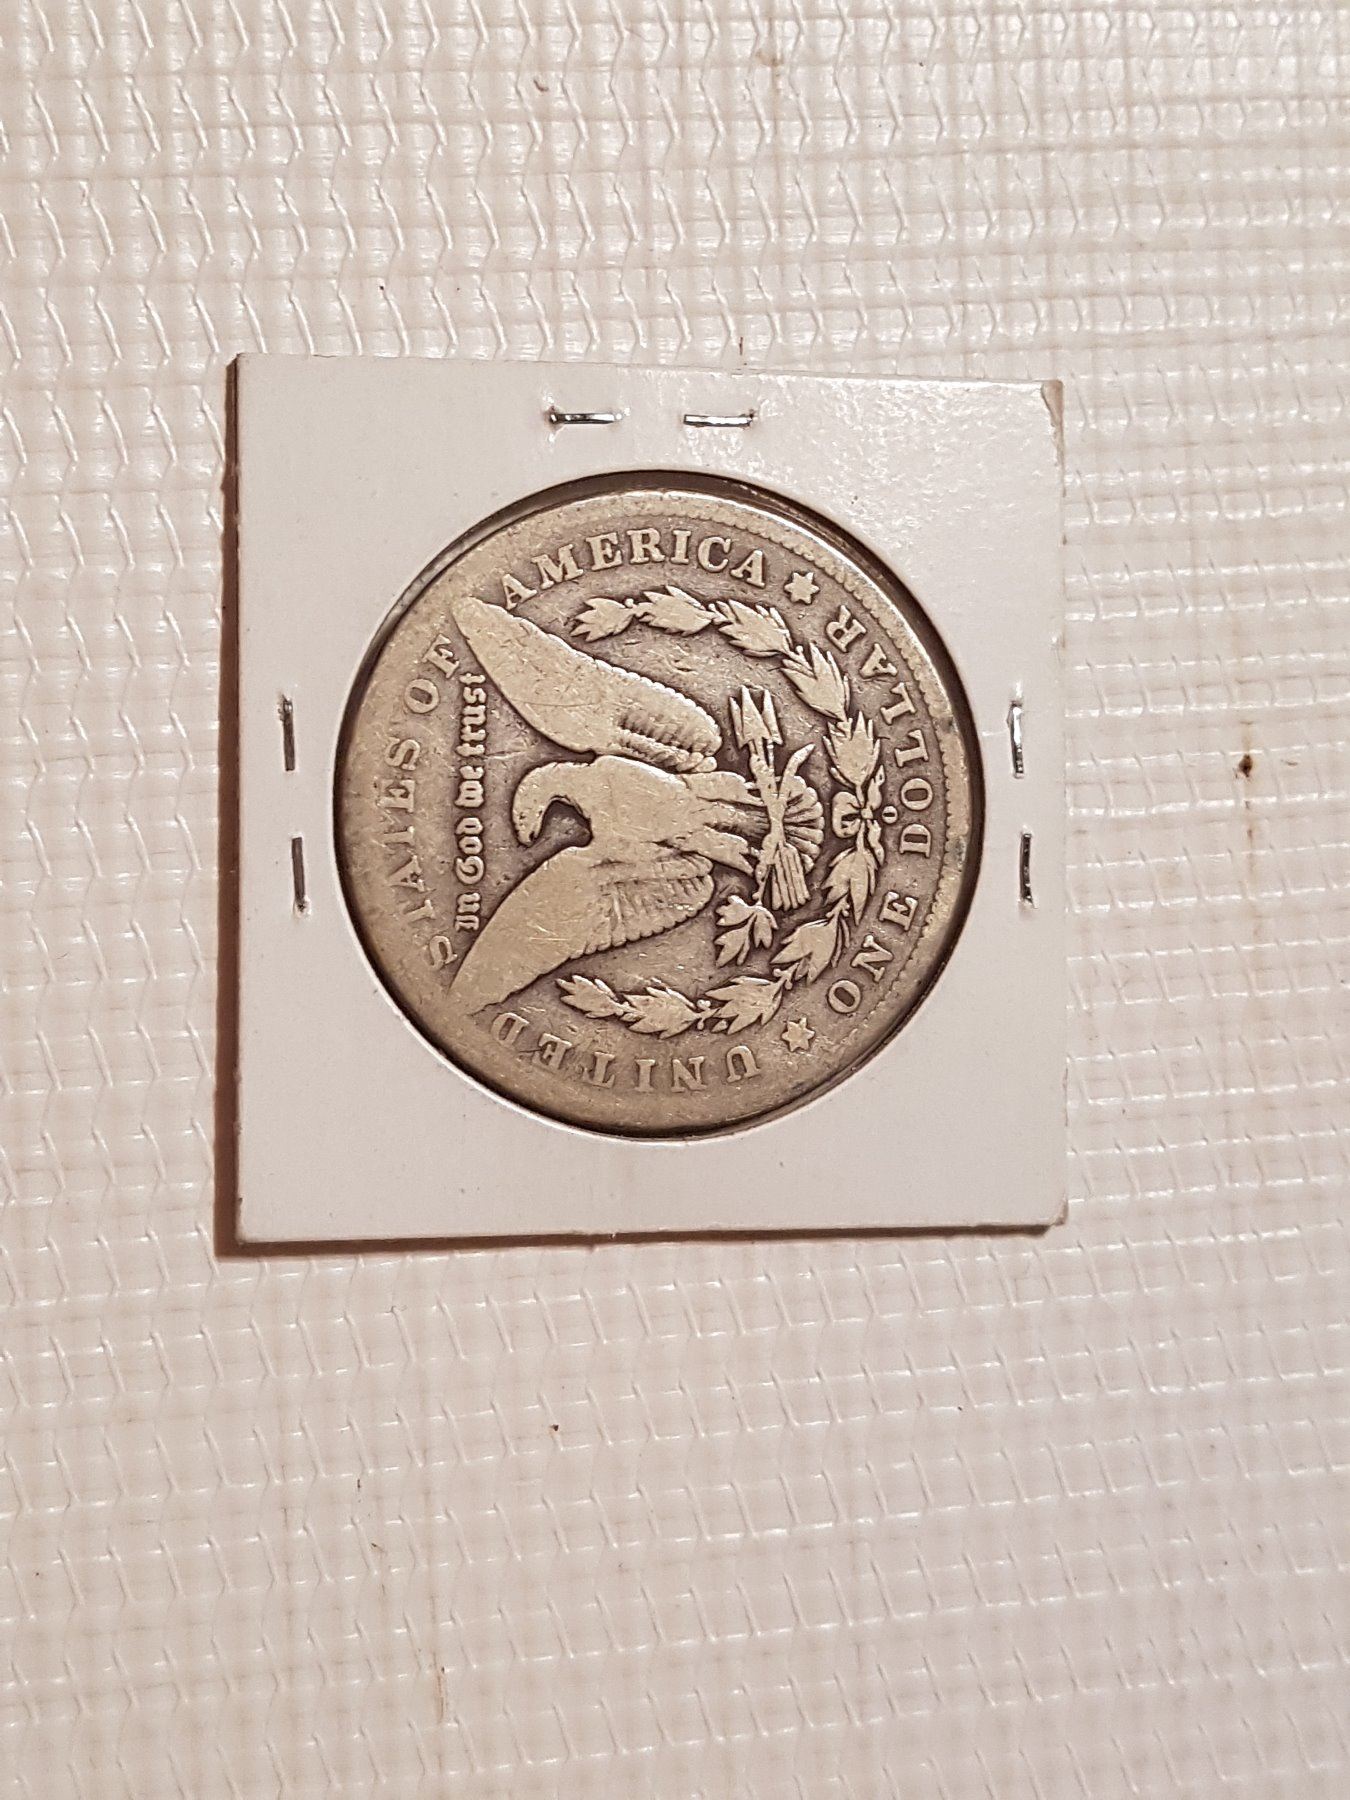 UNITED STATES OF AMERICA
In God we trust
O
ONE DOLLAR